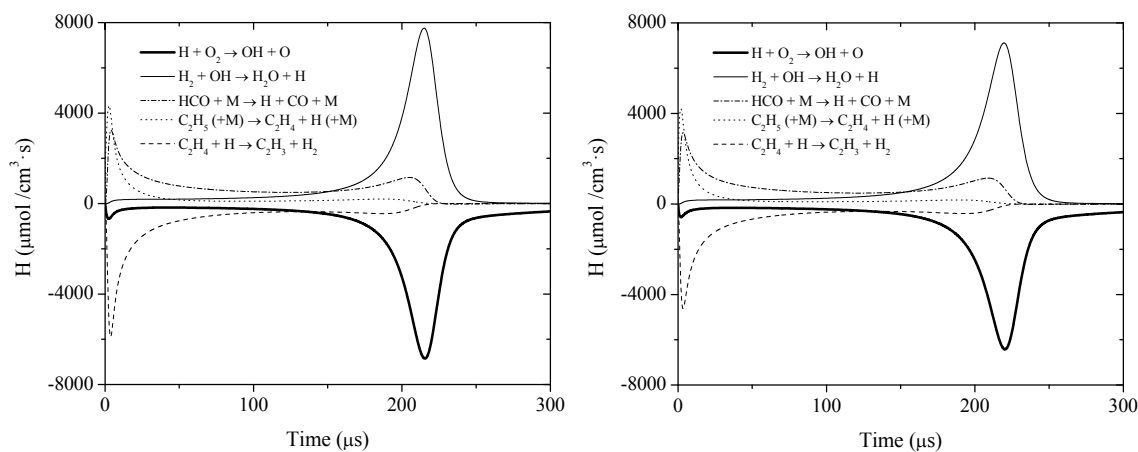 8000
4000
0
-4000
-8000
H (μmol /cm³·s)
H + O₂ → OH + O
H₂ + OH → H₂O + H
HCO + M → H + CO + M
C₂H₅ (+M) → C₂H₄ + H (+M)
C₂H₄ + H → C₂H₃ + H₂
0 100 200 300
Time (μs)
8000
4000
0
-4000
-8000
H (μmol /cm³·s)
H + O₂ → OH + O
H₂ + OH → H₂O + H
HCO + M → H + CO + M
C₂H₅ (+M) → C₂H₄ + H (+M)
C₂H₄ + H → C₂H₃ + H₂
0 100 200 300
Time (μs)